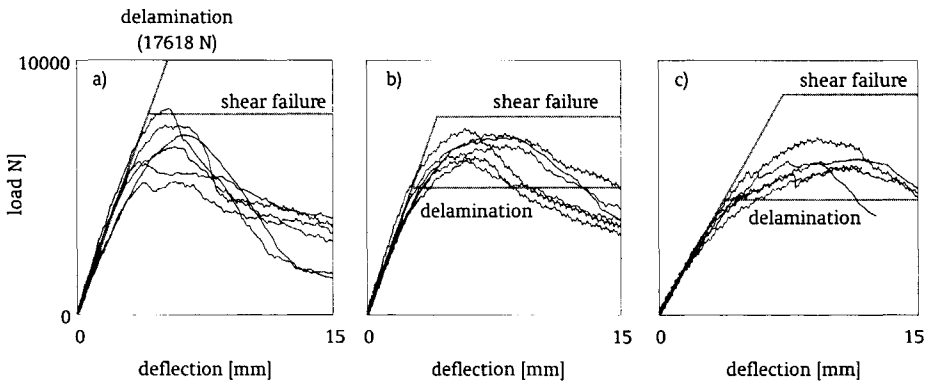 delamination
(17618 N)
10000
a)
shear failure
load N]
0
0
15
deflection [mm]
b)
shear failure
delamination
0
15
deflection [mm]
c)
shear failure
delamination
0
15
deflection [mm]